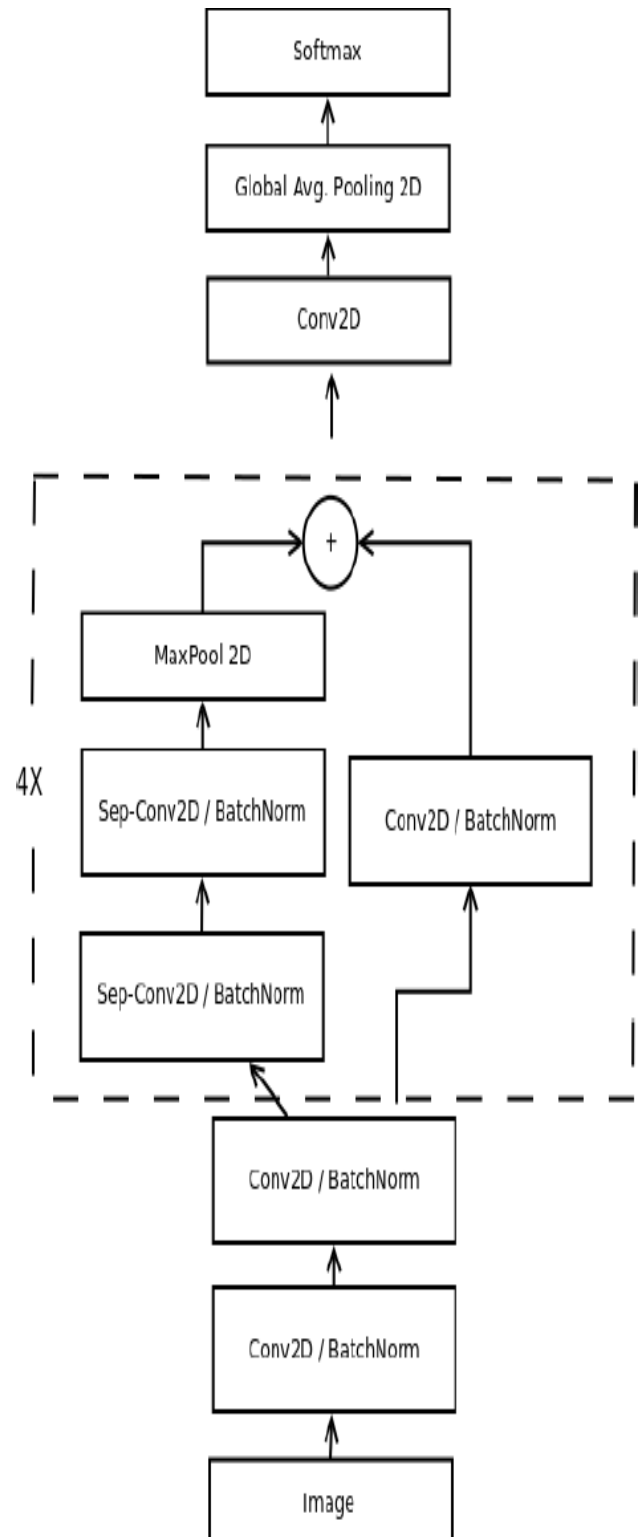 Softmax
Global Avg. Pooling 2D
Conv2D
+
MaxPool 2D
4X
Sep-Conv2D / BatchNorm
Conv2D / BatchNorm
Sep-Conv2D / BatchNorm
Conv2D / BatchNorm
Conv2D / BatchNorm
Image